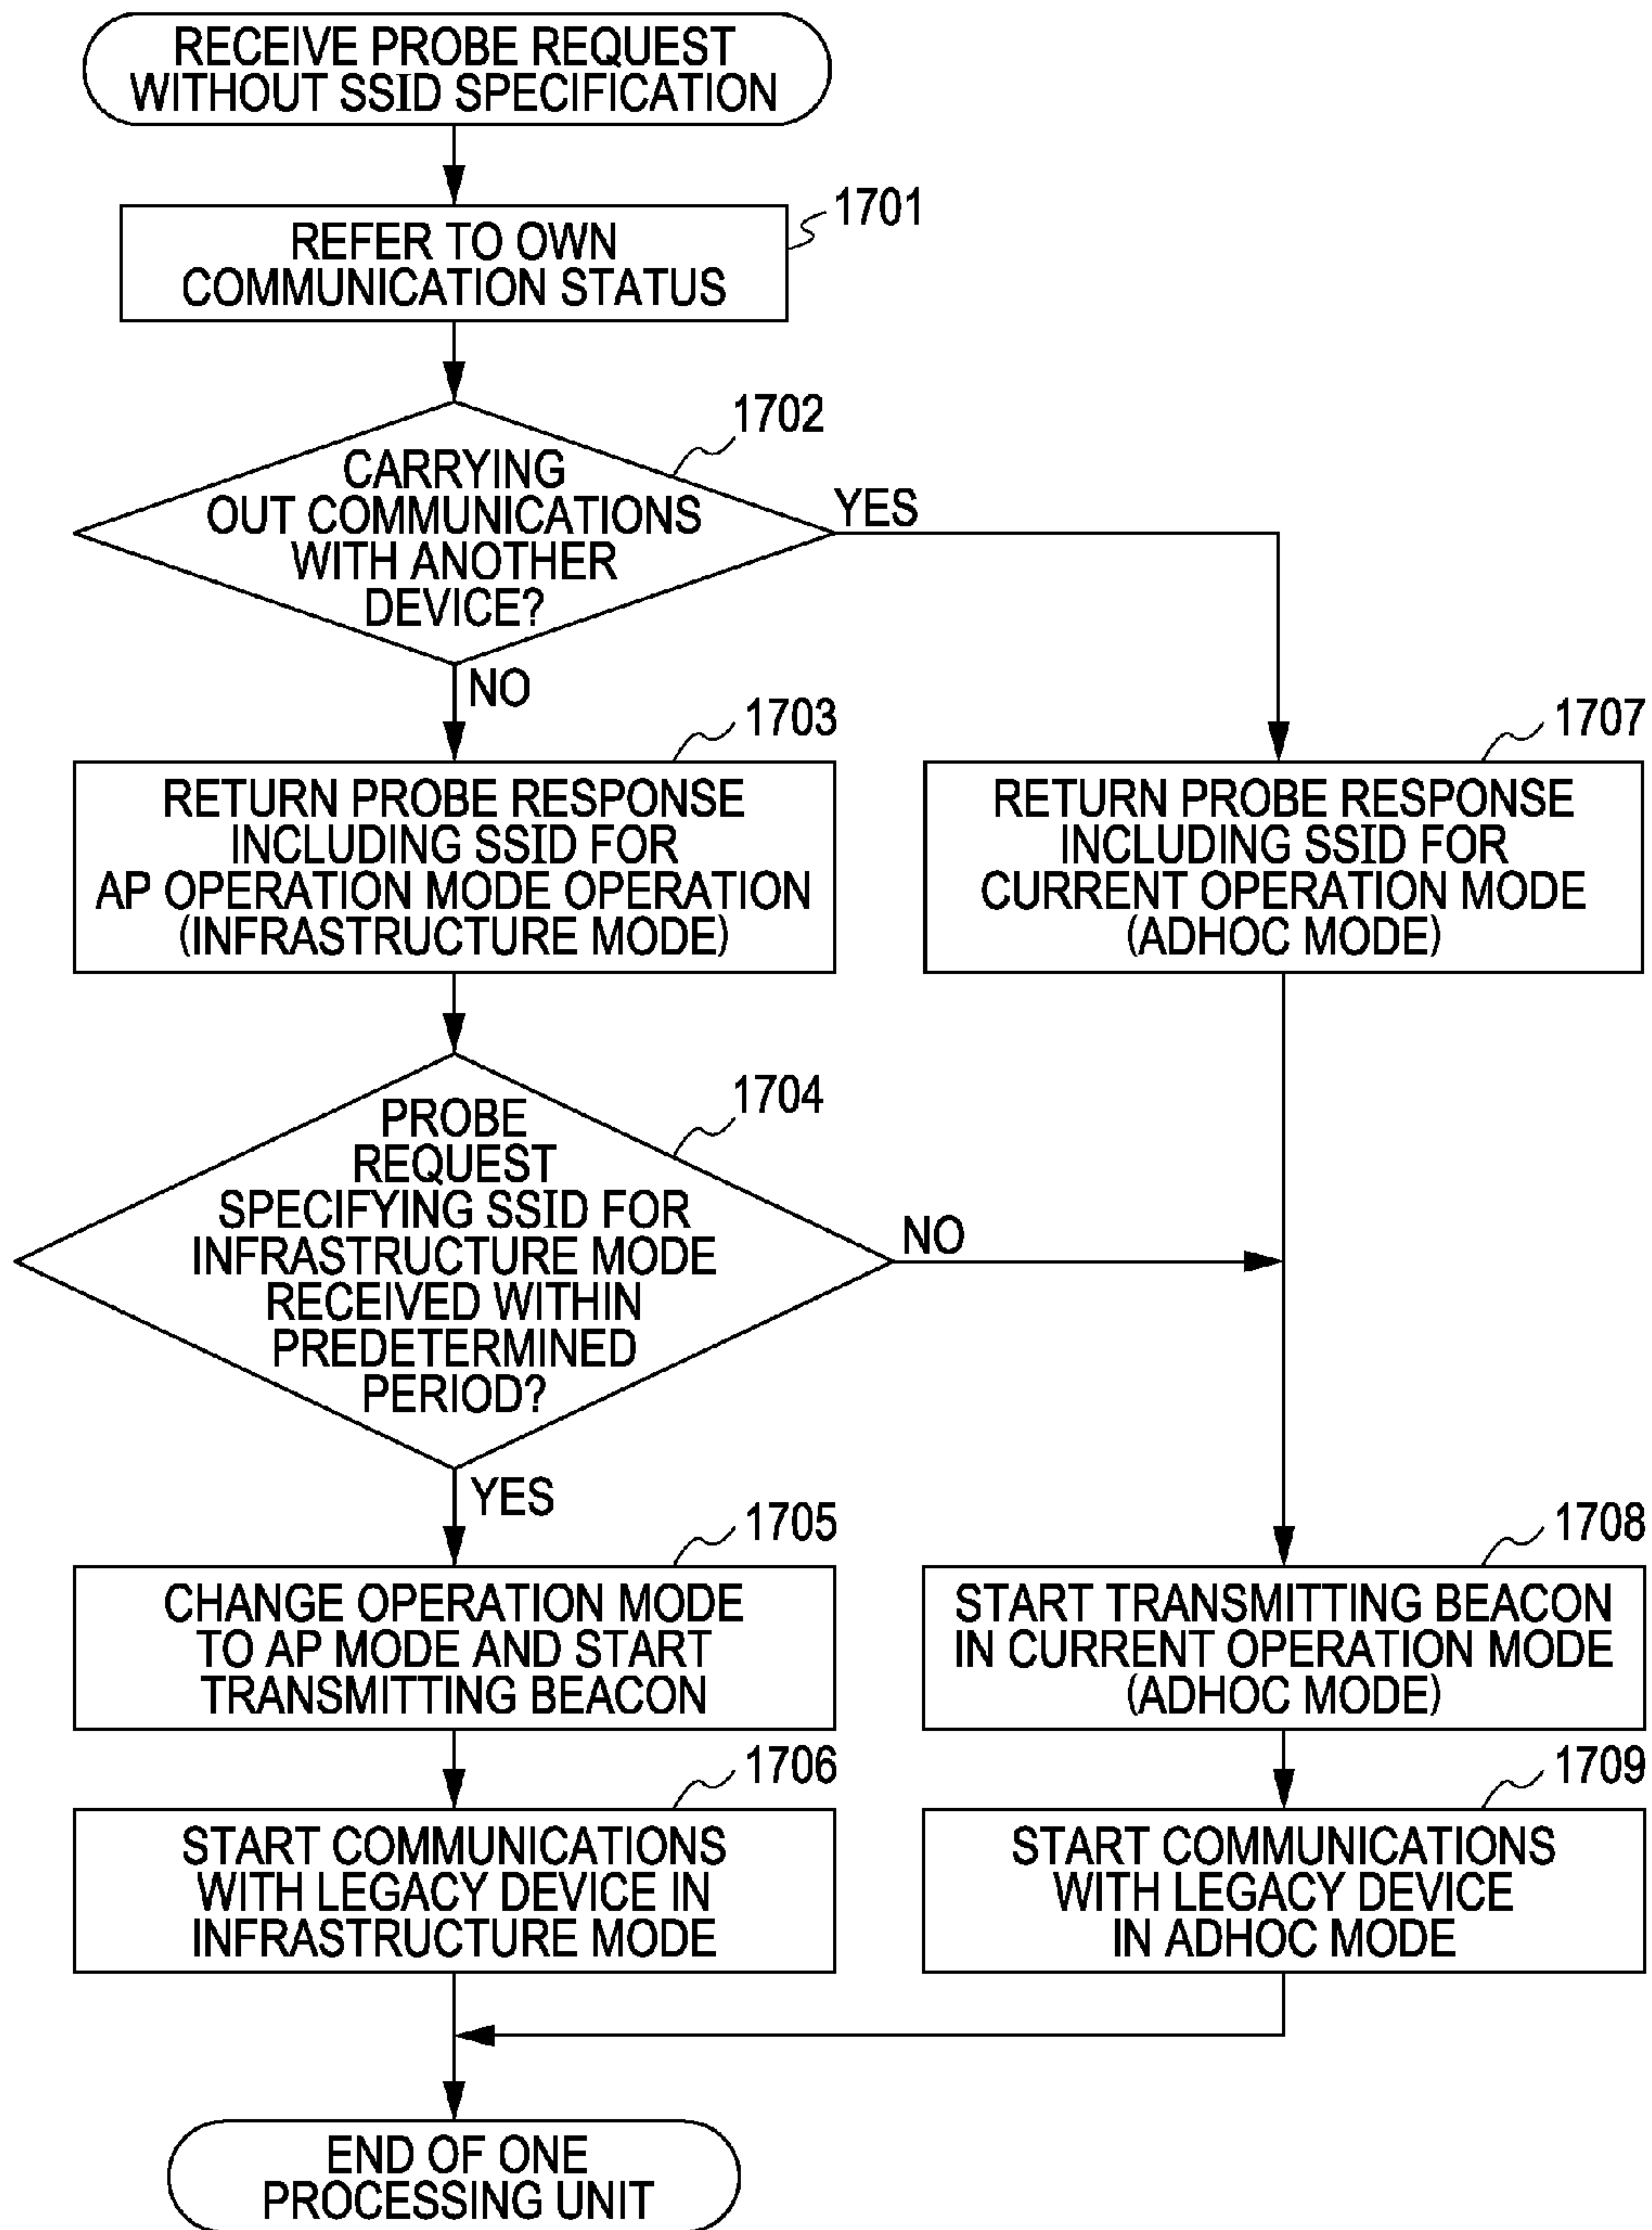 RECEIVE PROBE REQUEST
WITHOUT SSID SPECIFICATION
1701
REFER TO OWN
COMMUNICATION STATUS
1702
CARRYING
OUT COMMUNICATIONS
WITH ANOTHER
DEVICE?
YES
NO
1703
RETURN PROBE RESPONSE
INCLUDING SSID FOR
AP OPERATION MODE OPERATION
(INFRASTRUCTURE MODE)
1707
RETURN PROBE RESPONSE
INCLUDING SSID FOR
CURRENT OPERATION MODE
(ADHOC MODE)
1704
PROBE
REQUEST
SPECIFYING SSID FOR
INFRASTRUCTURE MODE
RECEIVED WITHIN
PREDETERMINED
PERIOD?
NO
YES
1705
CHANGE OPERATION MODE
TO AP MODE AND START
TRANSMITTING BEACON
1708
START TRANSMITTING BEACON
IN CURRENT OPERATION MODE
(ADHOC MODE)
1706
START COMMUNICATIONS
WITH LEGACY DEVICE IN
INFRASTRUCTURE MODE
1709
START COMMUNICATIONS
WITH LEGACY DEVICE
IN ADHOC MODE
END OF ONE
PROCESSING UNIT